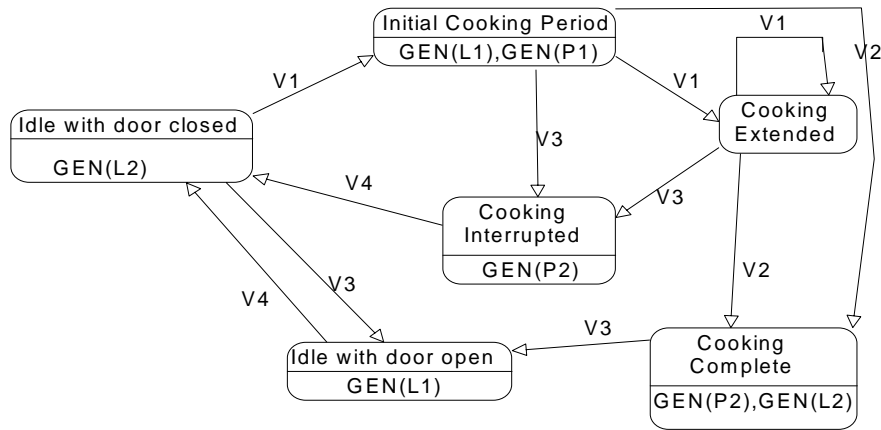 Initial Cooking Period
GEN(L1),GEN(P1)
V1
V2
V1
V1
Cooking
Extended
Idle with door closed
GEN(L2)
V3
V4
V3
Cooking
Interrupted
GEN(P2)
V3
V4
V2
V3
Idle with door open
GEN(L1)
Cooking
Complete
GEN(P2),GEN(L2)